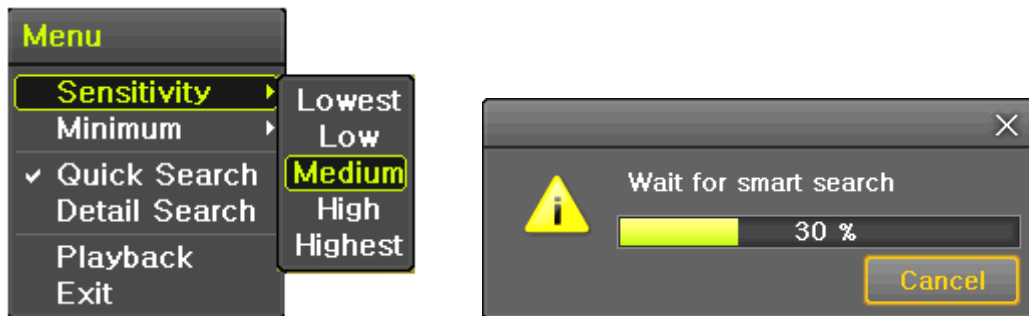 Menu
Sensitivity
Minimum
Quick Search
Detail Search
Playback
Exit
Lowest
Low
Medium
High
Highest
Wait for smart search
30 %
Cancel